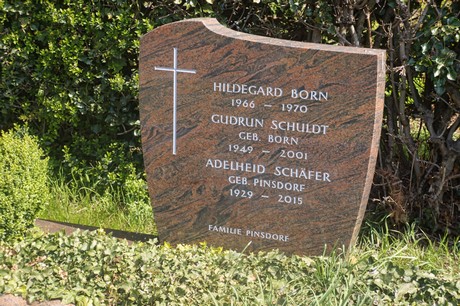 HILDEGARD BORN
1966 – 1970
GUDRUN SCHULDT
GEB. BORN
1949 – 2001
ADELHEID SCHÄFER
GEB. PINSDORF
1929 – 2015
FAMILIE PINSDORF